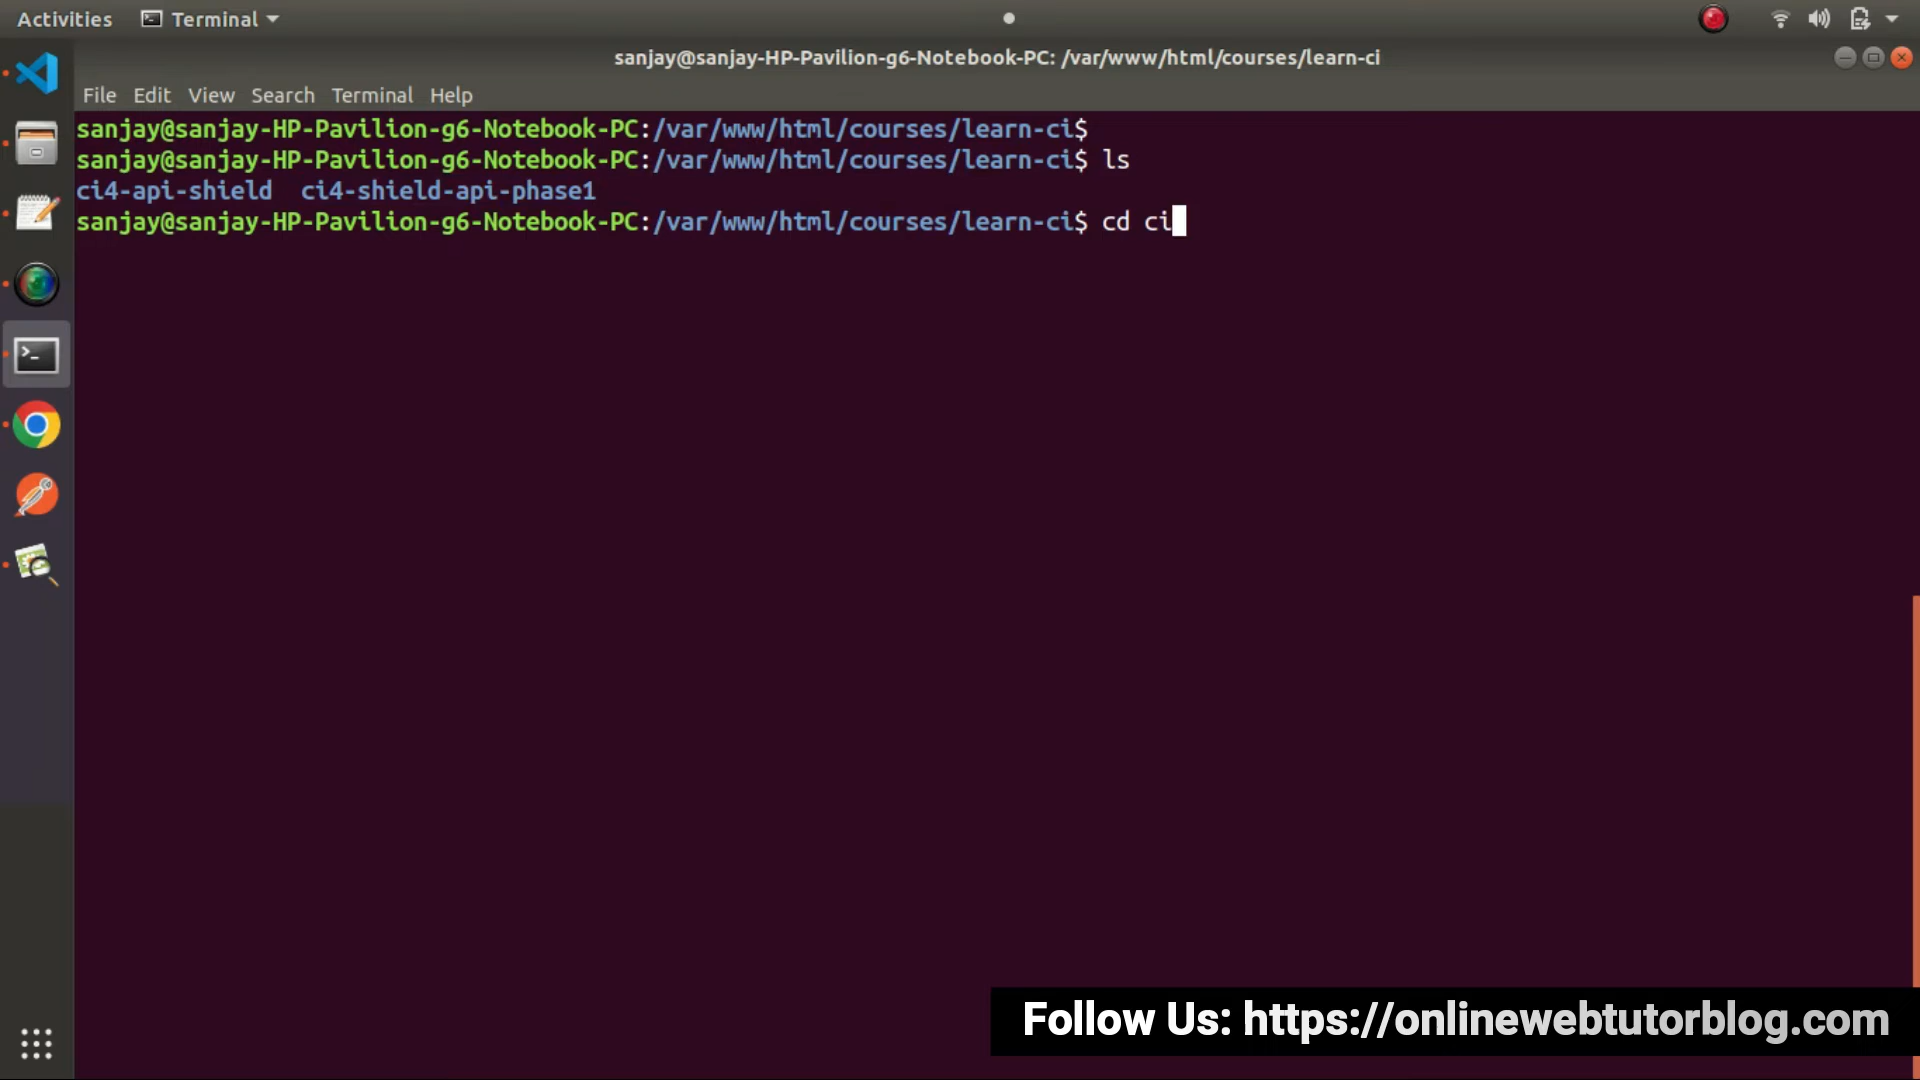 Activities Terminal
sanjay@sanjay-HP-Pavilion-g6-Notebook-PC: /var/www/html/courses/learn-ci
File Edit View Search Terminal Help
sanjay@sanjay-HP-Pavilion-g6-Notebook-PC:/var/www/html/courses/learn-ci$
sanjay@sanjay-HP-Pavilion-g6-Notebook-PC:/var/www/html/courses/learn-ci$ ls
ci4-api-shield  ci4-shield-api-phase1
sanjay@sanjay-HP-Pavilion-g6-Notebook-PC:/var/www/html/courses/learn-ci$ cd ci
Follow Us: https://onlinewebtutorblog.com